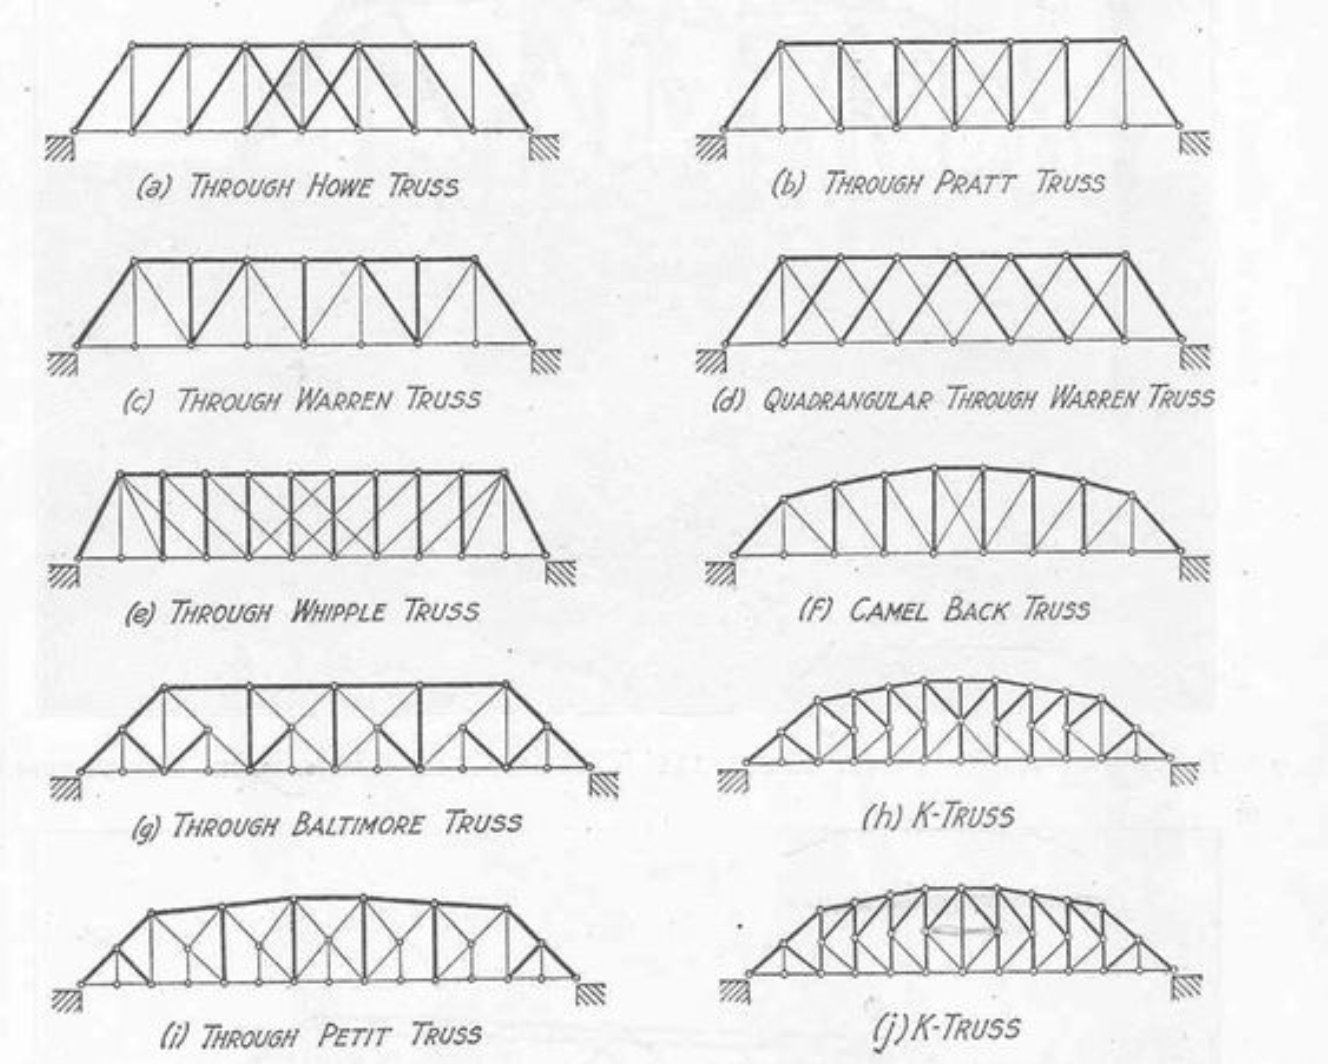 (a) THROUGH HOWE TRUSS
(b) THROUGH PRATT TRUSS
(c) THROUGH WARREN TRUSS
(d) QUADRANGULAR THROUGH WARREN TRUSS
(e) THROUGH WHIPPLE TRUSS
(f) CAMEL BACK TRUSS
(g) THROUGH BALTIMORE TRUSS
(h) K-TRUSS
(i) THROUGH PETIT TRUSS
(j) K-TRUSS